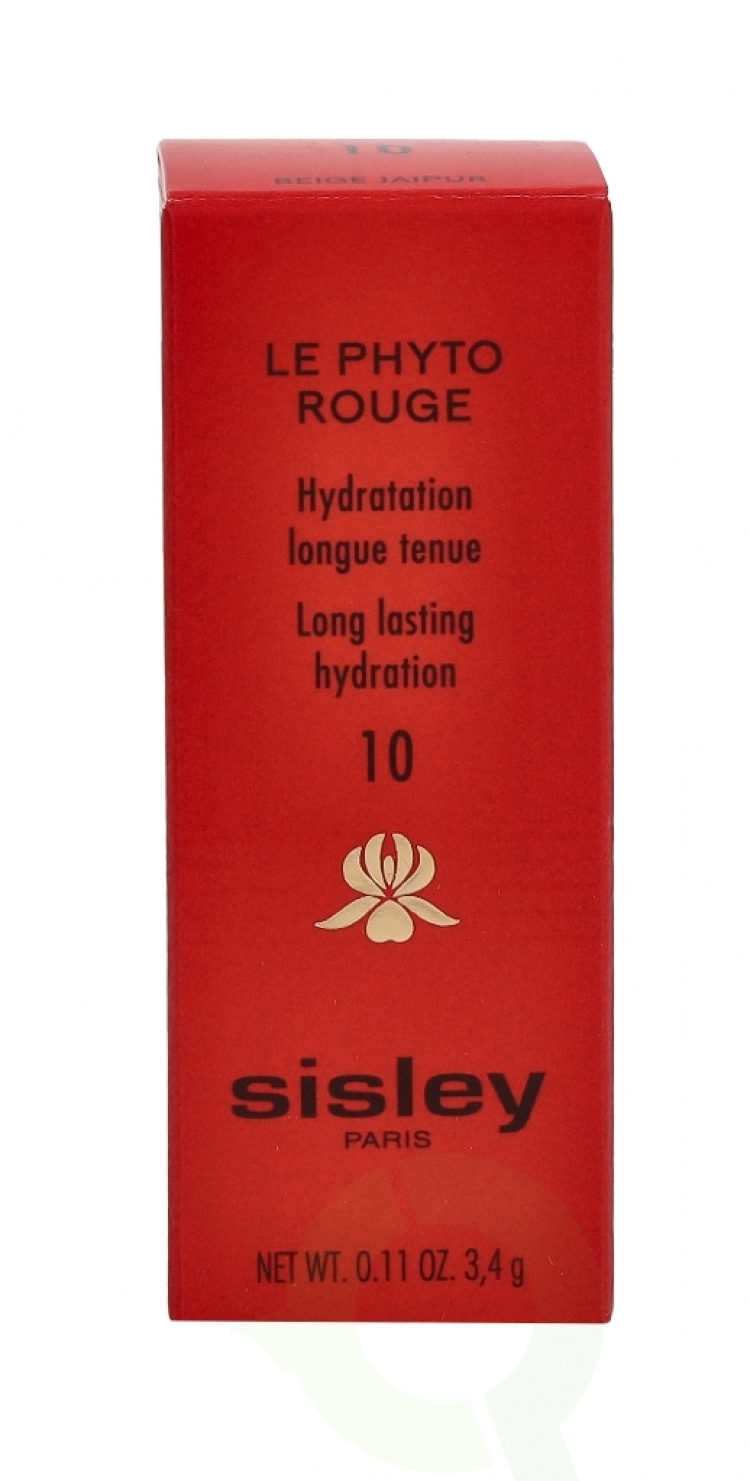 10
BEIGE JAIPUR
LE PHYTO
ROUGE
Hydratation
longue tenue
Long lasting
hydration
10
sisley
PARIS
NET WT. 0.11 OZ. 3,4 g